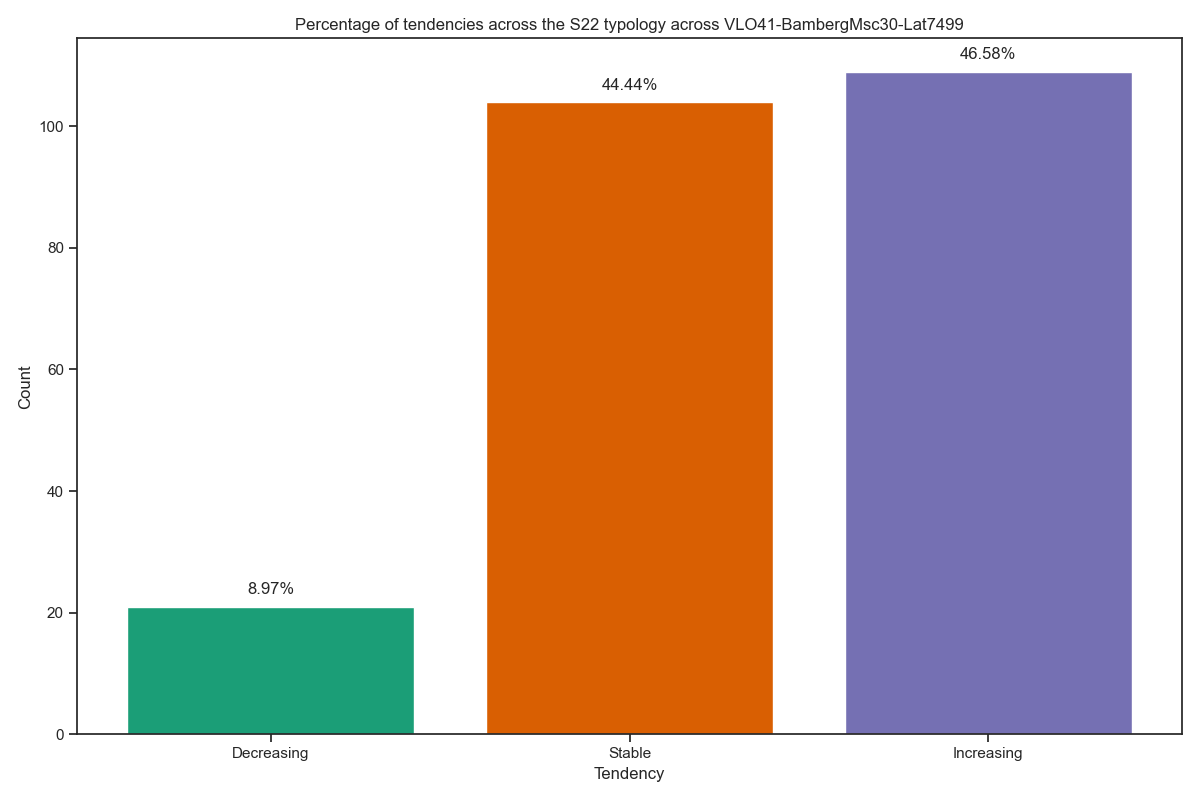 Percentage of tendencies across the S22 typology across VLO41-BambergMsc30-Lat7499
46.58%
44.44%
8.97%
100
80
60
40
20
0
Count
Decreasing
Stable
Increasing
Tendency